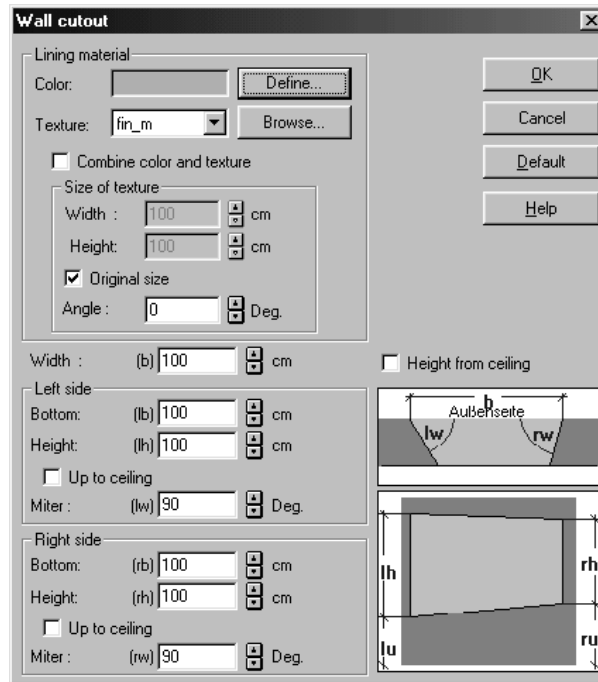 Wall cutout
Lining material
Color:
Define...
Texture:
fin_m
Browse...
Combine color and texture
Size of texture
Width :
100
cm
Height:
100
cm
Original size
Angle :
0
Deg.
OK
Cancel
Default
Help
Width :
(b)
100
cm
Height from ceiling
Left side
Bottom:
(lb)
100
cm
Height:
(lh)
100
cm
Up to ceiling
Miter :
(lw)
90
Deg.
Right side
Bottom:
(rb)
100
cm
Height:
(rh)
100
cm
Up to ceiling
Miter :
(rw)
90
Deg.
b
Außenseite
lw
rw
lh
rh
lu
ru